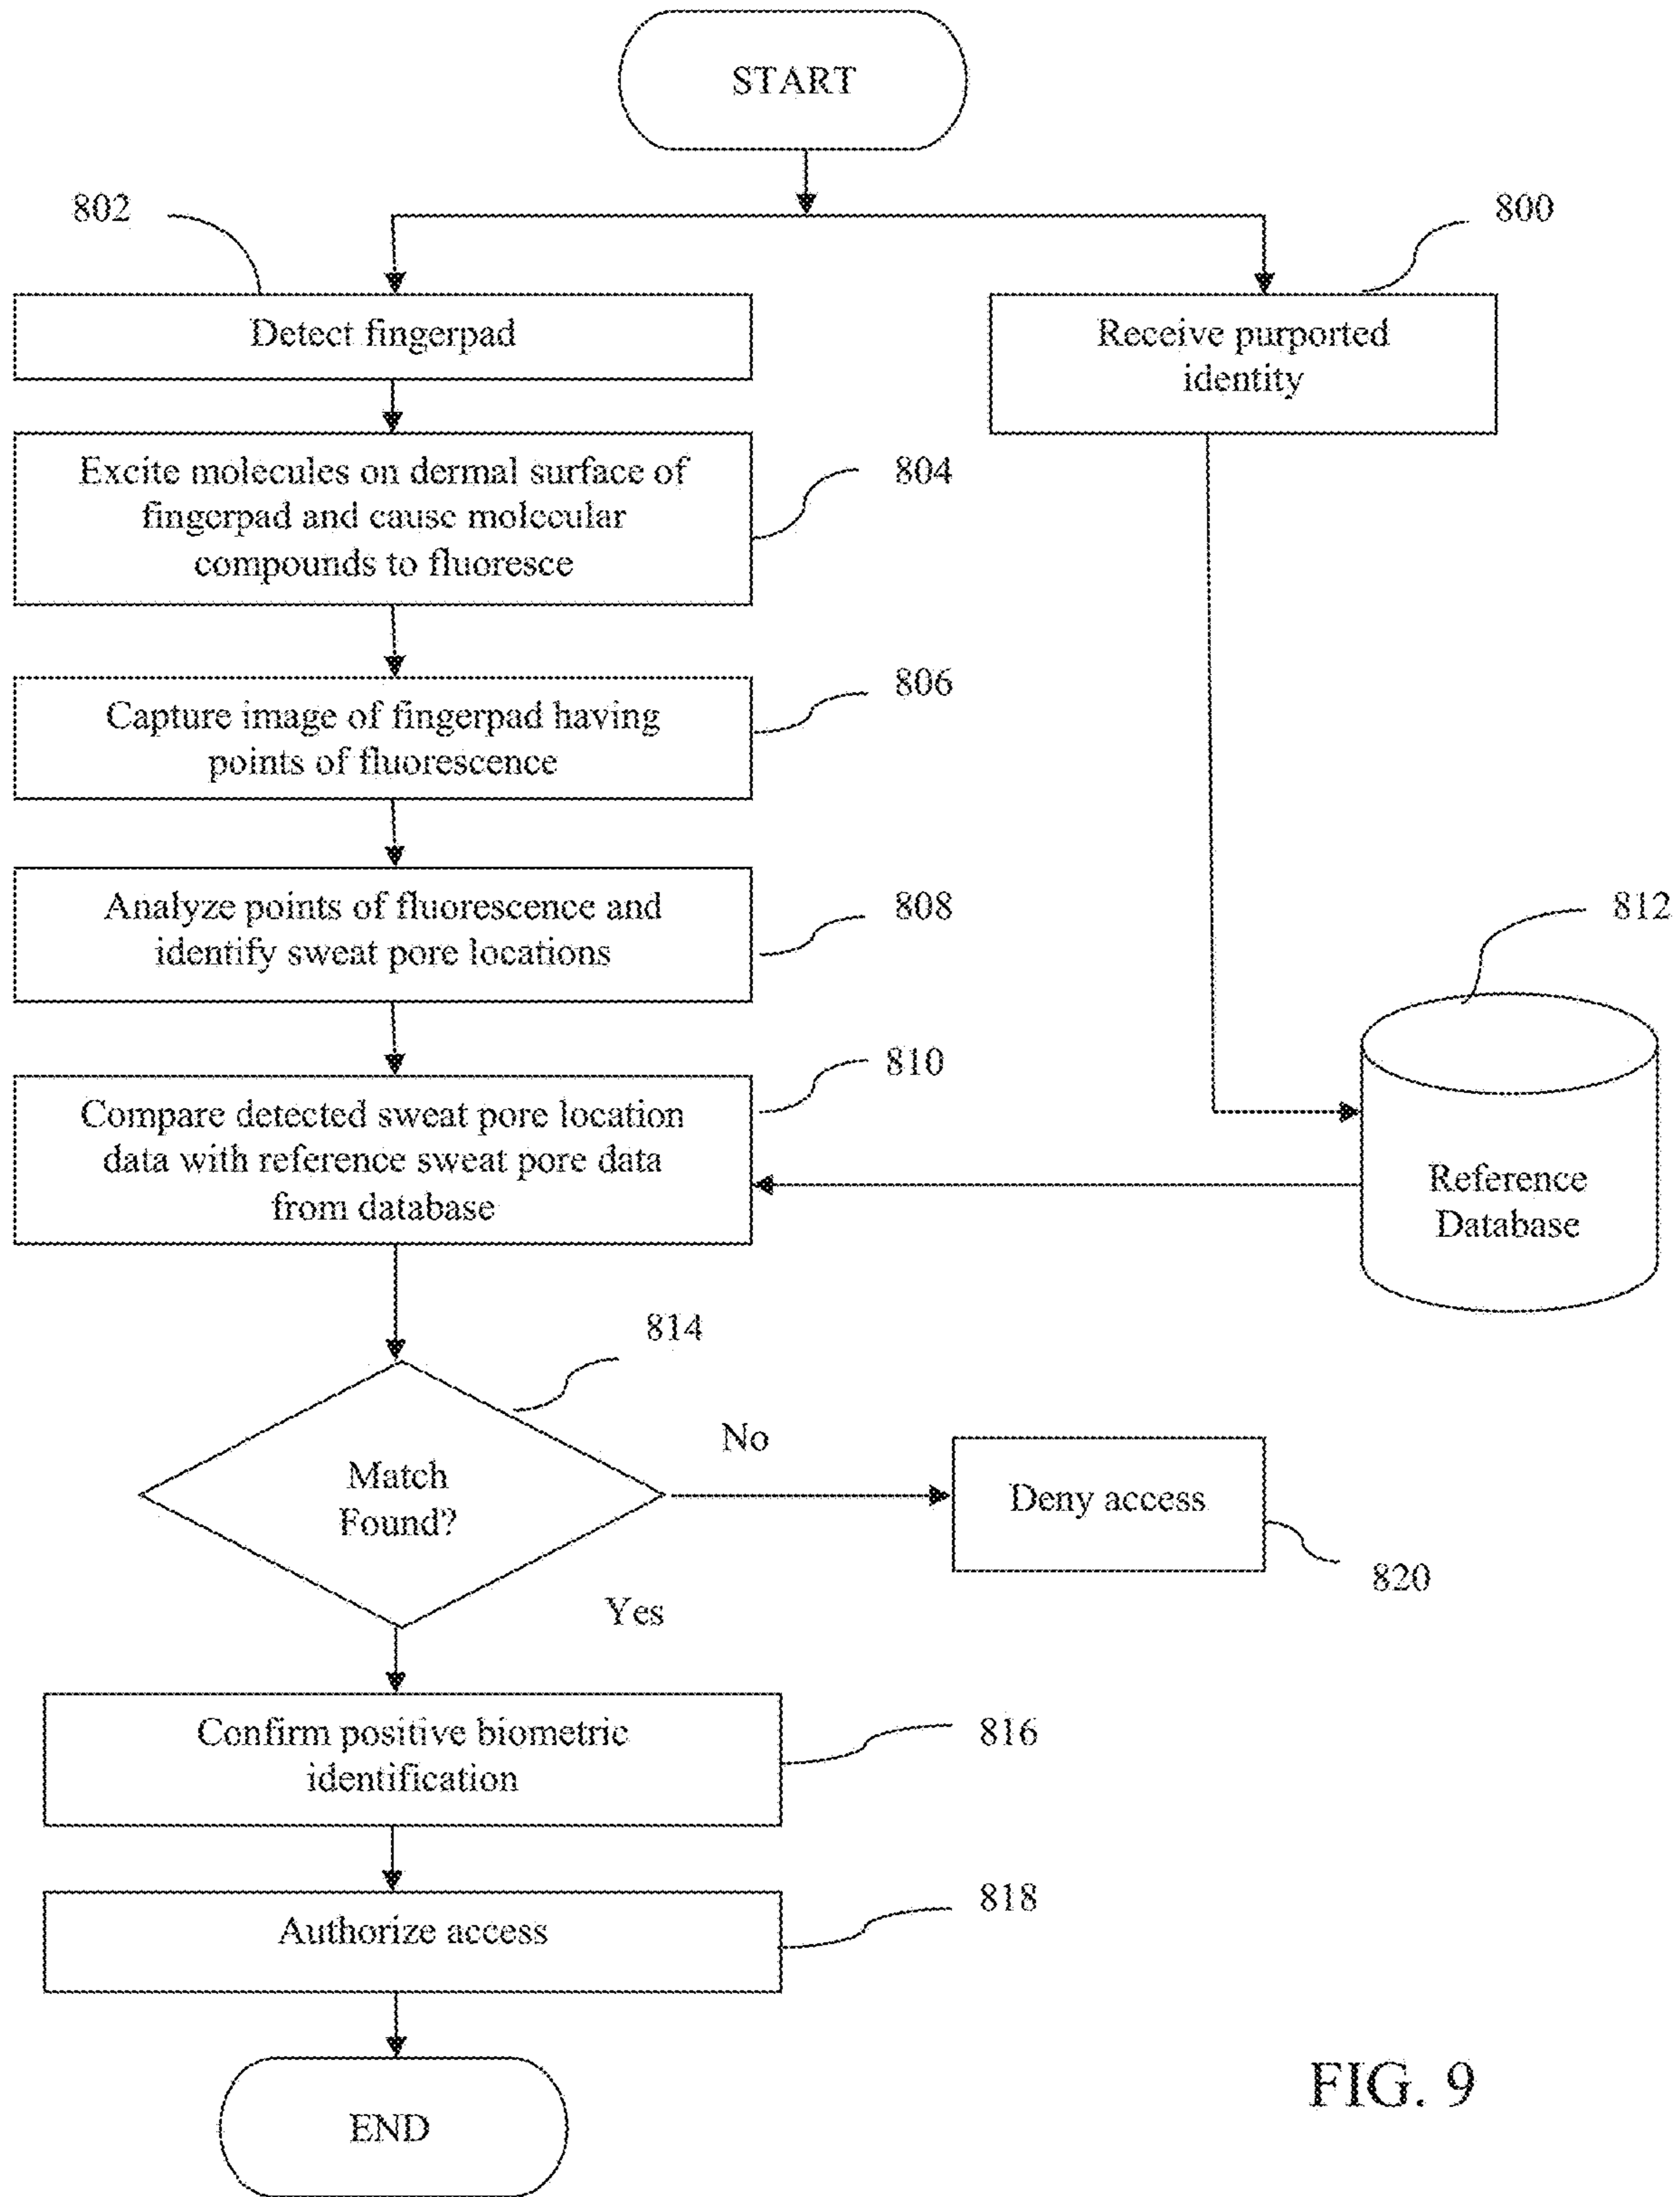 START
802
800
Detect fingerpad
Receive purported
identity
Excite molecules on dermal surface of
fingerpad and cause molecular
compounds to fluoresce
804
Capture image of fingerpad having
points of fluorescence
806
Analyze points of fluorescence and
identify sweat pore locations
808
812
Compare detected sweat pore location
data with reference sweat pore data
from database
810
Reference
Database
814
Match
Found?
No
Deny access
820
Yes
Confirm positive biometric
identification
816
Authorize access
818
END
FIG. 9